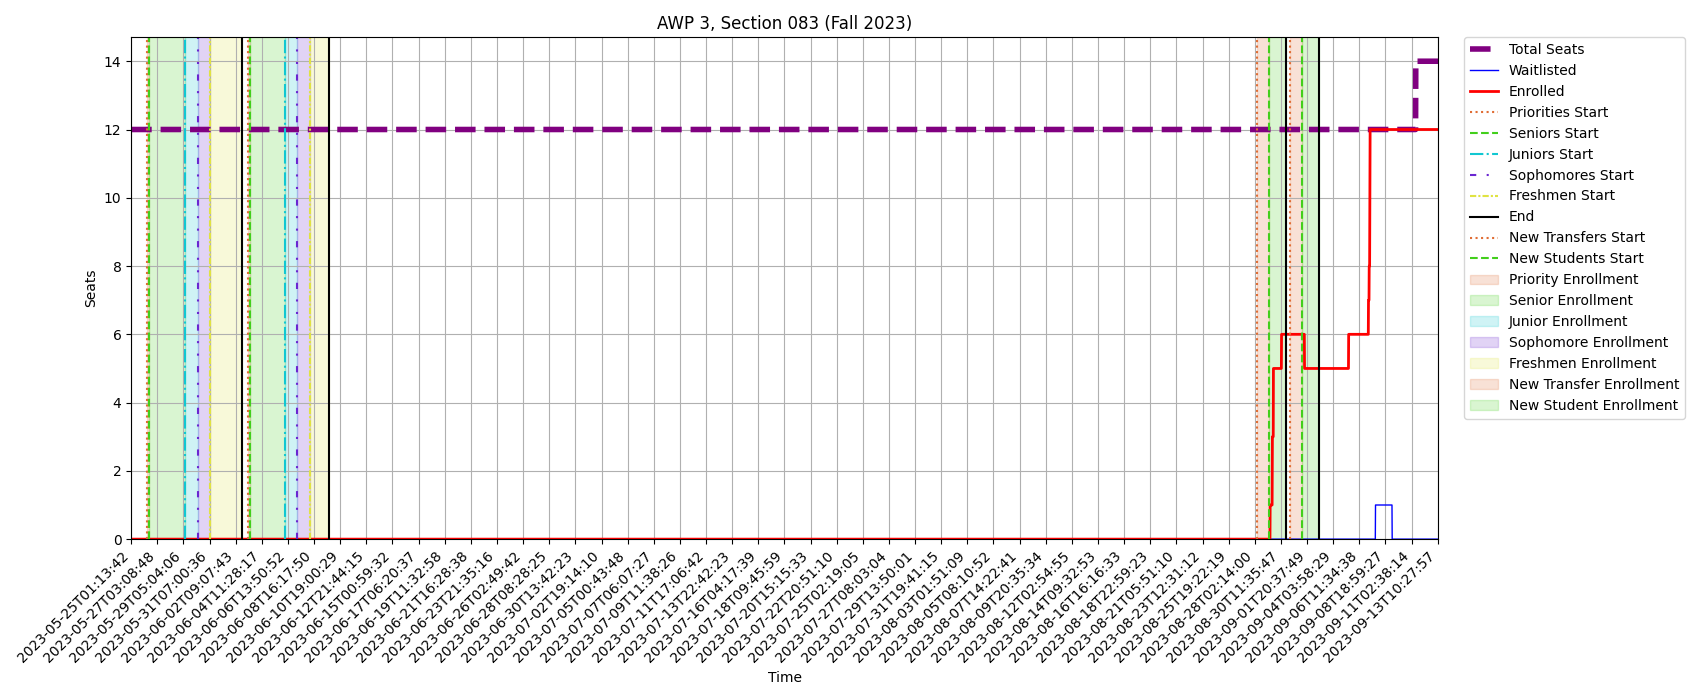 AWP 3, Section 083 (Fall 2023)
Seats
14
12
10
8
6
4
2
0
2023-05-25T01:13:42
2023-05-27T03:08:48
2023-05-29T05:04:06
2023-05-31T07:00:36
2023-06-02T09:07:43
2023-06-04T11:28:17
2023-06-06T13:50:52
2023-06-08T16:17:50
2023-06-10T19:00:29
2023-06-12T21:44:15
2023-06-15T00:59:32
2023-06-17T06:20:37
2023-06-19T11:32:58
2023-06-21T16:28:38
2023-06-23T21:35:16
2023-06-26T02:49:42
2023-06-28T08:28:25
2023-06-30T13:42:23
2023-07-02T19:14:10
2023-07-05T00:43:48
2023-07-07T06:07:27
2023-07-09T11:38:26
2023-07-11T17:06:42
2023-07-13T22:42:23
2023-07-16T04:17:39
2023-07-18T09:45:59
2023-07-20T15:15:33
2023-07-22T20:51:10
2023-07-25T02:19:05
2023-07-27T08:03:04
2023-07-29T13:50:01
2023-07-31T19:41:15
2023-08-03T01:51:09
2023-08-05T08:10:52
2023-08-07T14:22:41
2023-08-09T20:35:34
2023-08-12T02:54:55
2023-08-14T09:32:53
2023-08-16T16:16:33
2023-08-18T22:59:23
2023-08-21T05:51:10
2023-08-23T12:31:12
2023-08-25T19:22:19
2023-08-28T02:14:00
2023-08-30T11:35:47
2023-09-01T20:37:49
2023-09-04T03:58:29
2023-09-06T11:34:38
2023-09-08T18:59:27
2023-09-11T02:38:14
2023-09-13T10:27:57
Time
Total Seats
Waitlisted
Enrolled
Priorities Start
Seniors Start
Juniors Start
Sophomores Start
Freshmen Start
End
New Transfers Start
New Students Start
Priority Enrollment
Senior Enrollment
Junior Enrollment
Sophomore Enrollment
Freshmen Enrollment
New Transfer Enrollment
New Student Enrollment